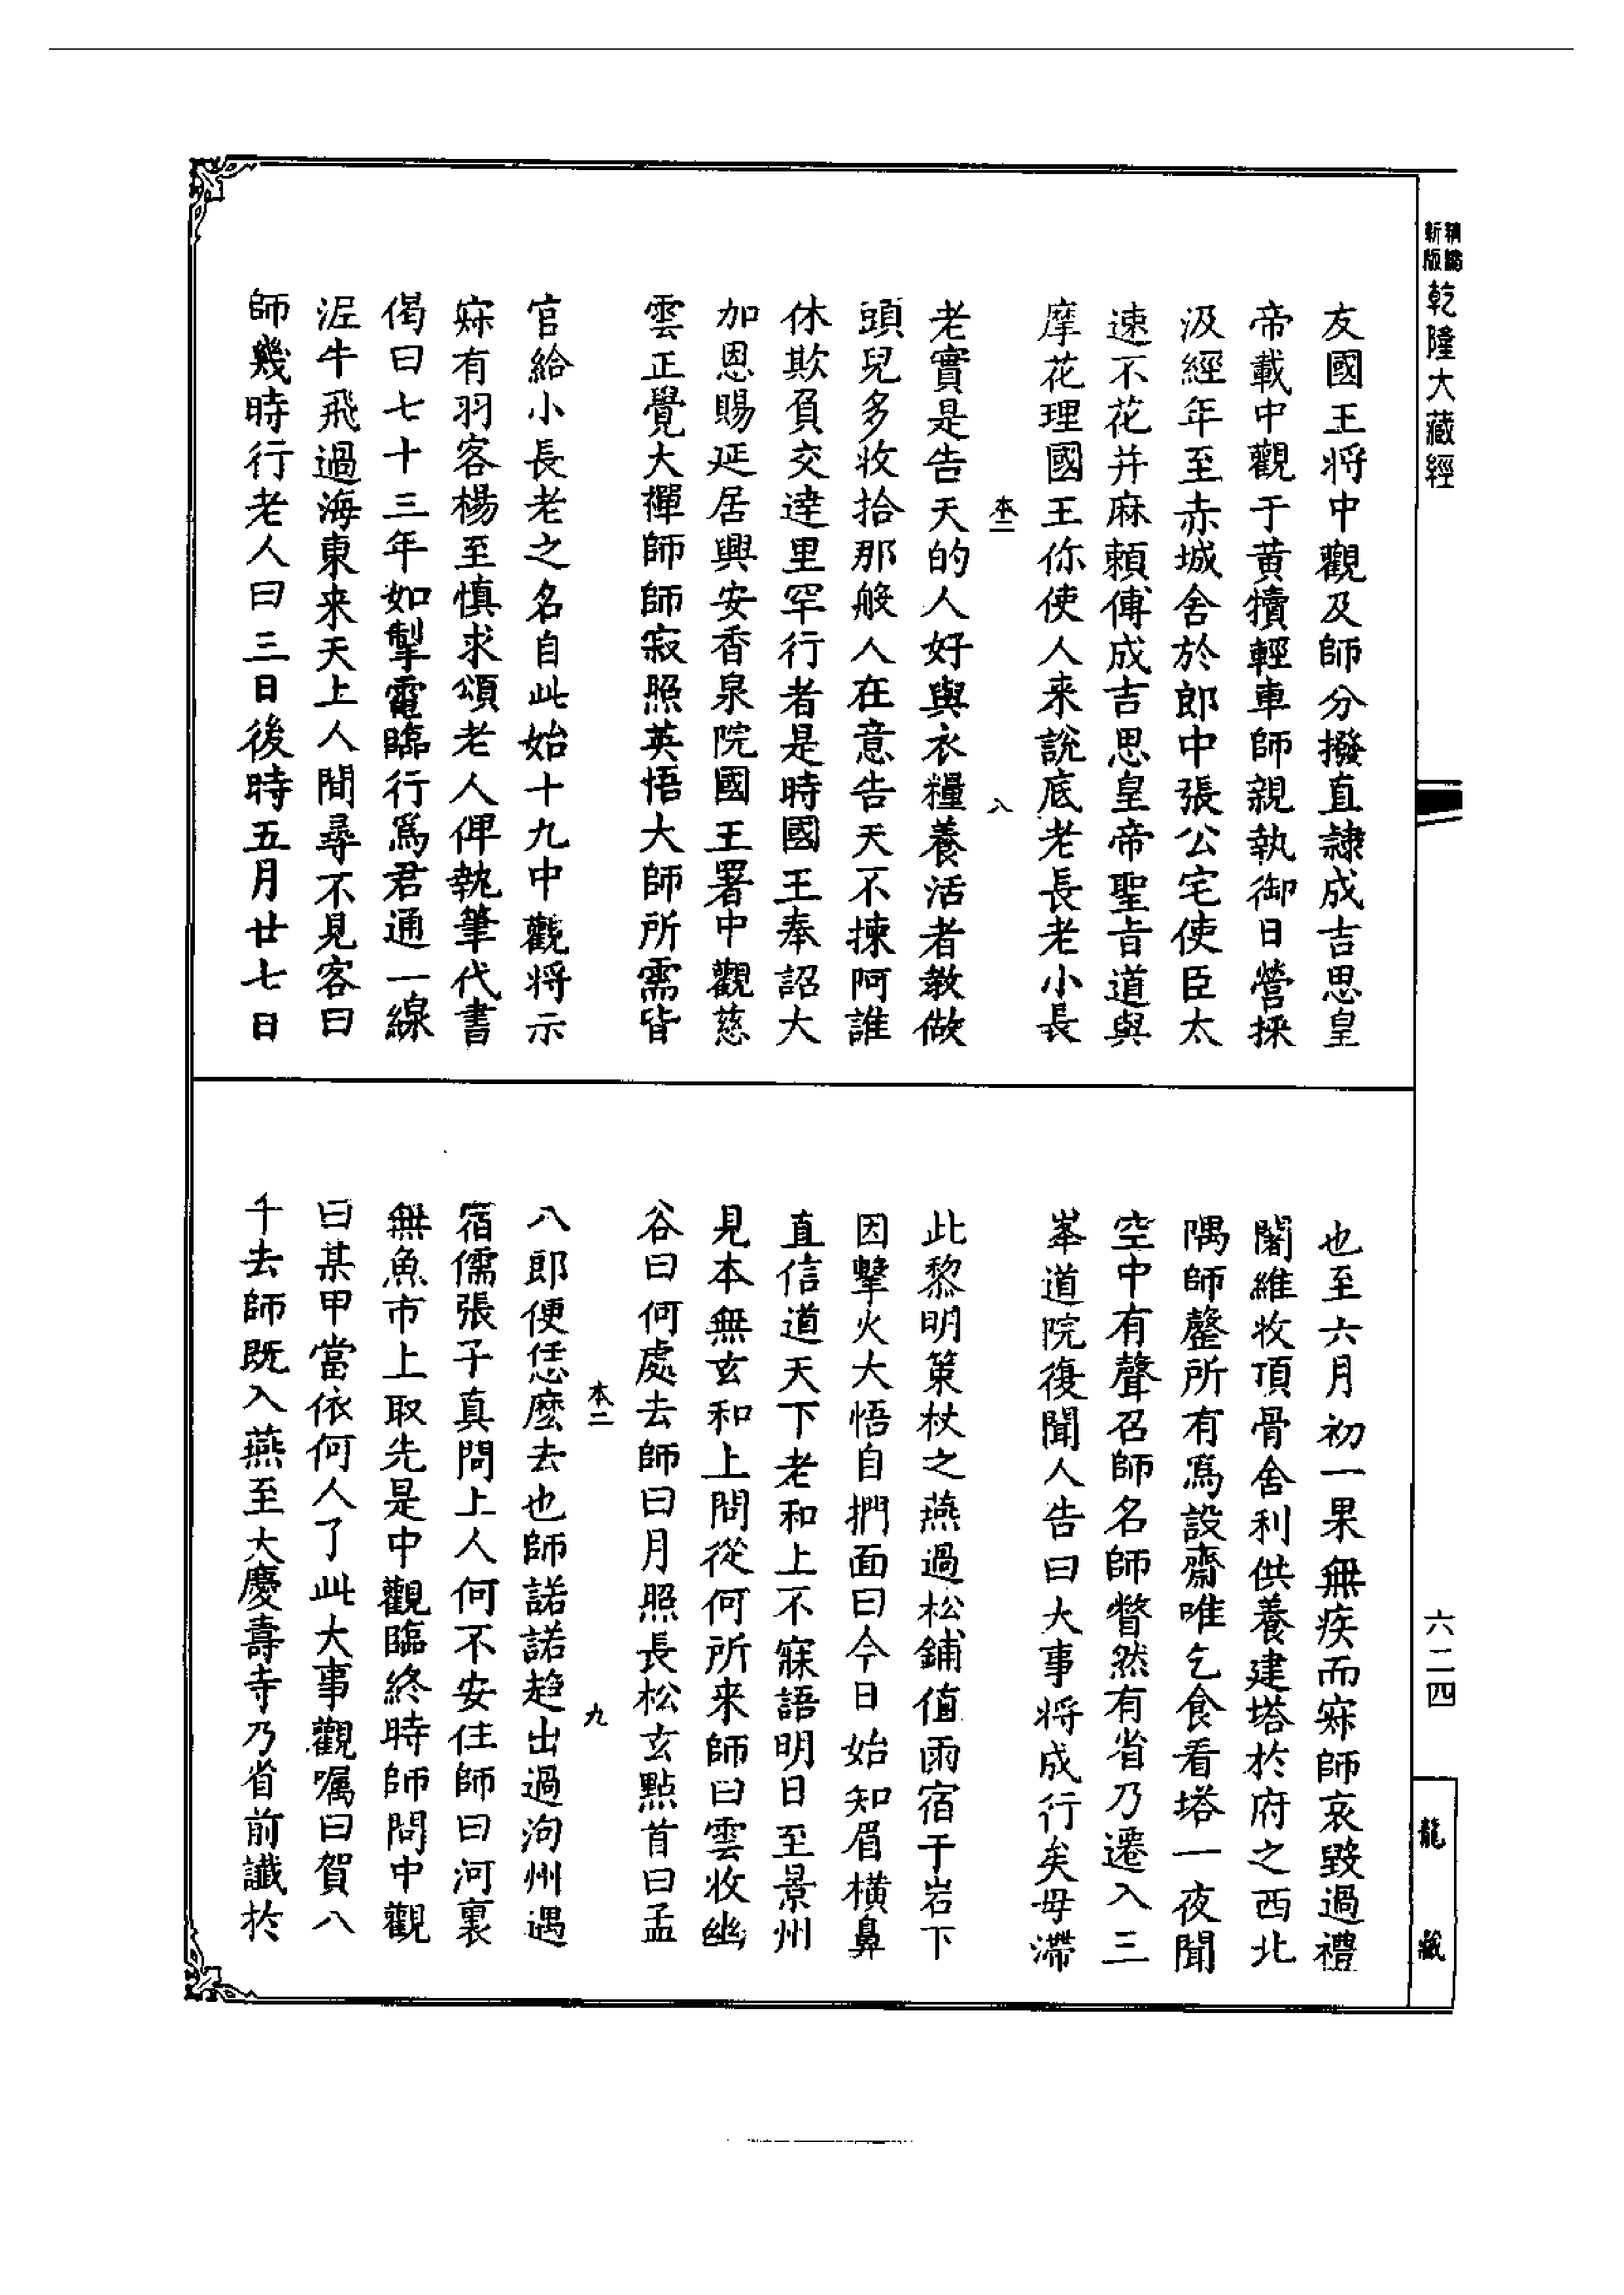 精鏽
新版
乾隆大藏經
友國王将中觀及師分撥直隷成吉思皇
帝載中觀于黃犢輕車師親執御日營採
汲經年至赤城舍於郎中張公宅使臣太
速不花并麻賴傳成吉思皇帝聖旨道與
摩花理國王你使人来說底老長老小長
本二
八
老實是告天的人好與衣糧養活者教做
頭兒多收拾那般人在意告天不揀阿誰
休欺負交達里罕行者是時國王奉詔大
加恩賜延居興安香泉院國王署中觀慈
雲正覺大禪師師寂照英悟大師所需皆
官給小長老之名自此始十九中觀将示
寂有羽客楊至慎求頌老人俾執筆代書
偈曰七十三年如掣電臨行爲君通一線
泥牛飛過海東来天上人間尋不見客曰
師幾時行老人曰三日後時五月廿七日
也至六月初一果無疾而寂師哀毀過禮
闍維收頂骨舍利供養建塔於府之西北
隅師罄所有爲設齋唯乞食看塔一夜聞
空中有聲召師名師瞥然有省乃遷入三
峯道院復聞人告曰大事将成行矣毋滯
此黎明策杖之燕過松鋪值雨宿于岩下
因擊火大悟自捫面曰今日始知眉橫鼻
直信道天下老和上不寐語明日至景州
見本無玄和上問從何所来師曰雲收幽
谷曰何處去師曰月照長松玄點首曰孟
本二
九
八郎便恁麼去也師諾諾趨出過泃州遇
宿儒張子真問上人何不安住師曰河裏
無魚市上取先是中觀臨終時師問中觀
曰某甲當依何人了此大事觀囑曰賀八
十去師既入燕至大慶壽寺乃省前讖於
六二四
龍藏